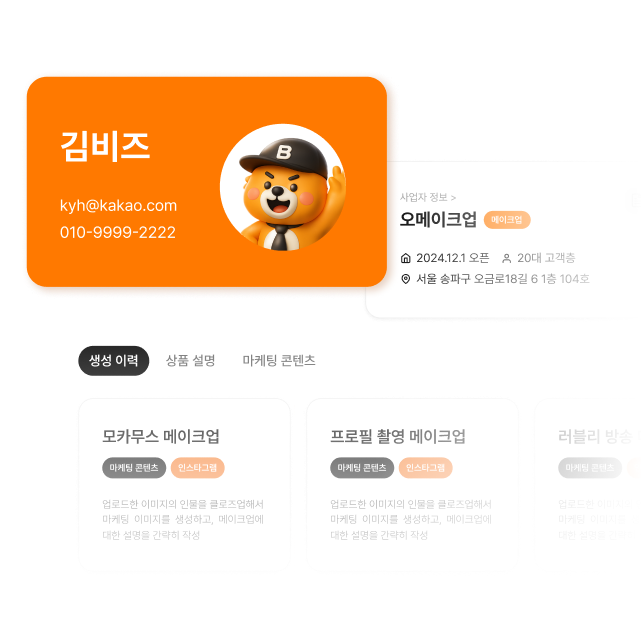 김비즈
kyh@kakao.com
010-9999-2222
B
사업자 정보 >
오메이크업 메이크업
2024.12.1 오픈 20대 고객층
서울 송파구 오금로18길 6 1층 104호
생성 이력 상품 설명 마케팅 콘텐츠
모카무스 메이크업
마케팅 콘텐츠 인스타그램
업로드한 이미지의 인물을 클로즈업해서
마케팅 이미지를 생성하고, 메이크업에
대한 설명을 간략히 작성
프로필 촬영 메이크업
마케팅 콘텐츠 인스타그램
업로드한 이미지의 인물을 클로즈업해서
마케팅 이미지를 생성하고, 메이크업에
대한 설명을 간략히 작성
러블리 방송
마케팅 콘텐츠
업로드한
마케팅
대한